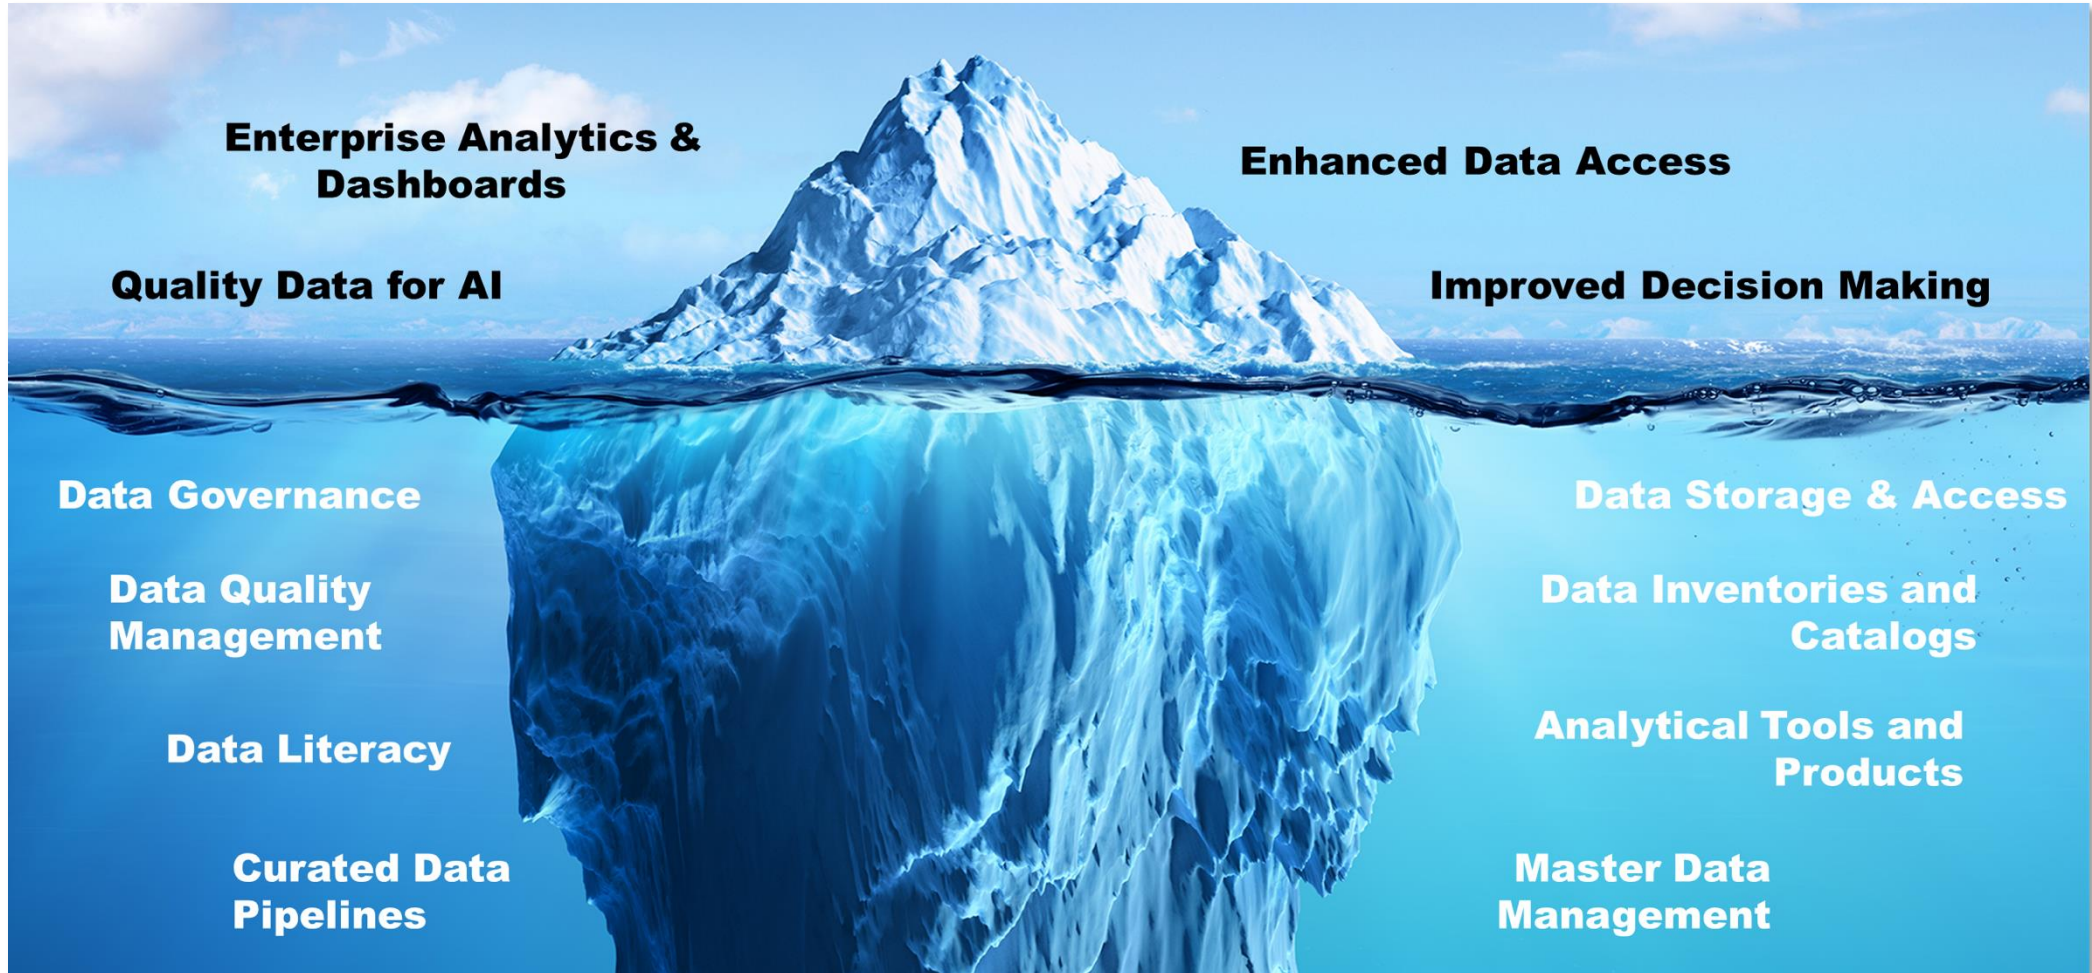 Enterprise Analytics &
Dashboards
Enhanced Data Access
Quality Data for AI
Improved Decision Making
Data Governance
Data Storage & Access
Data Quality
Management
Data Inventories and
Catalogs
Data Literacy
Analytical Tools and
Products
Curated Data
Pipelines
Master Data
Management